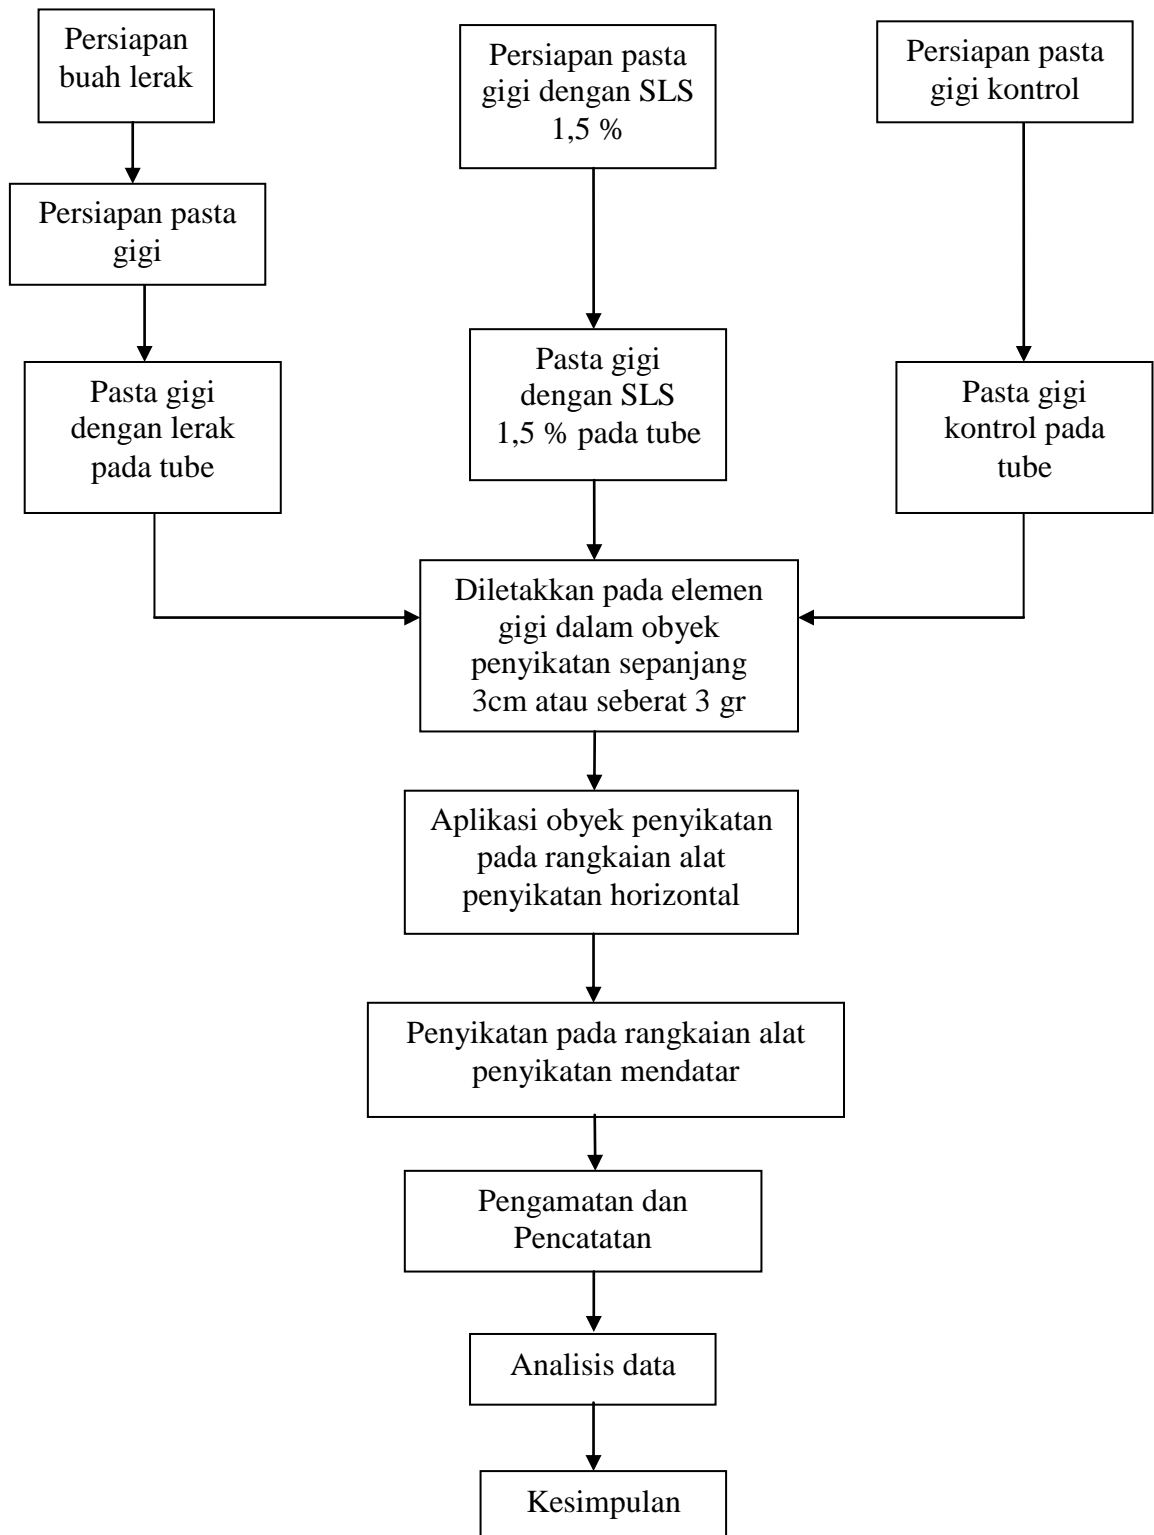 Persiapan
buah lerak
Persiapan pasta
gigi dengan SLS
1,5 %
Persiapan pasta
gigi kontrol
Persiapan pasta
gigi
Pasta gigi
dengan lerak
pada tube
Pasta gigi
dengan SLS
1,5 % pada tube
Pasta gigi
kontrol pada
tube
Diletakkan pada elemen
gigi dalam obyek
penyikatan sepanjang
3cm atau seberat 3 gr
Aplikasi obyek penyikatan
pada rangkaian alat
penyikatan horizontal
Penyikatan pada rangkaian alat
penyikatan mendatar
Pengamatan dan
Pencatatan
Analisis data
Kesimpulan